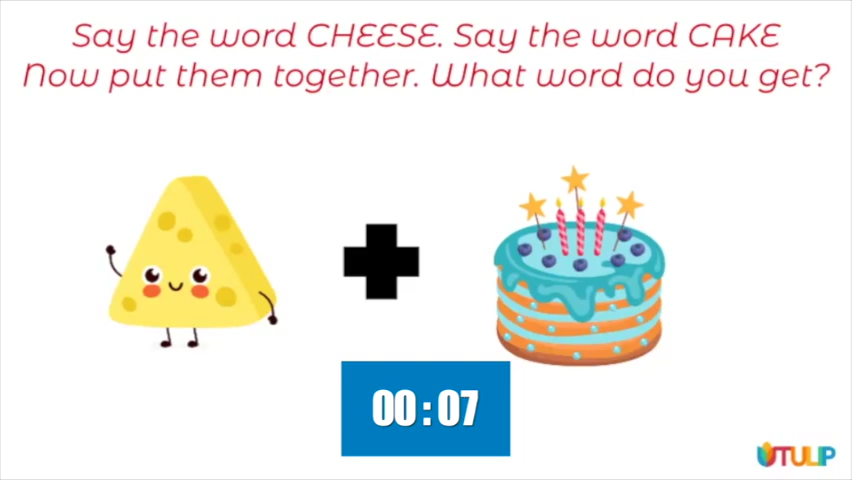 Say the word CHEESE. Say the word CAKE
Now put them together. What word do you get?
00:07
TULIP